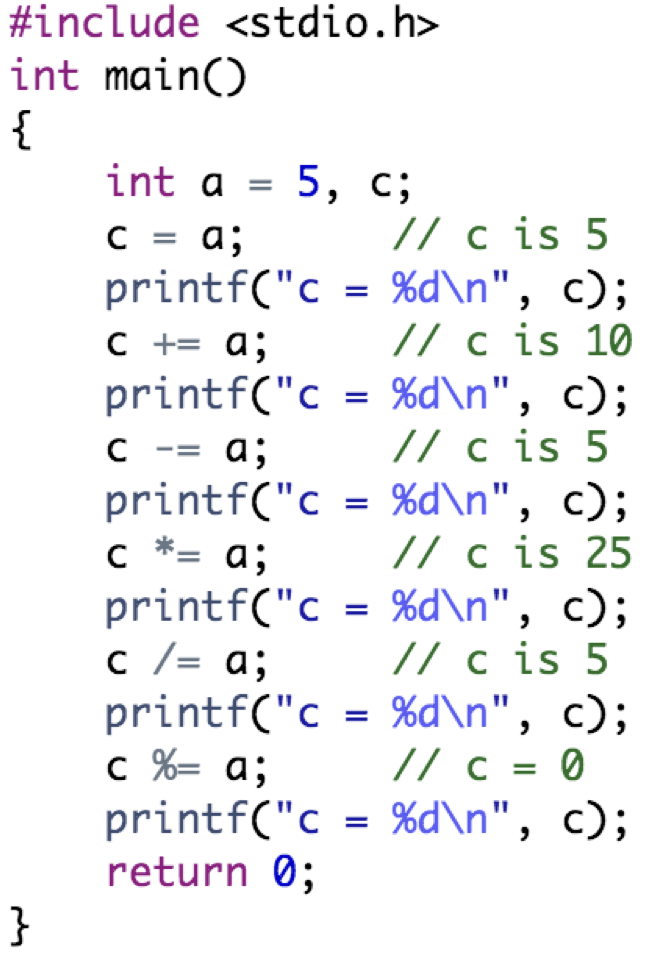 #include <stdio.h>
int main()
{
    int a = 5, c;
    c = a;      // c is 5
    printf("c = %d\n", c);
    c += a;     // c is 10
    printf("c = %d\n", c);
    c -= a;     // c is 5
    printf("c = %d\n", c);
    c *= a;     // c is 25
    printf("c = %d\n", c);
    c /= a;     // c is 5
    printf("c = %d\n", c);
    c %= a;     // c = 0
    printf("c = %d\n", c);
    return 0;
}